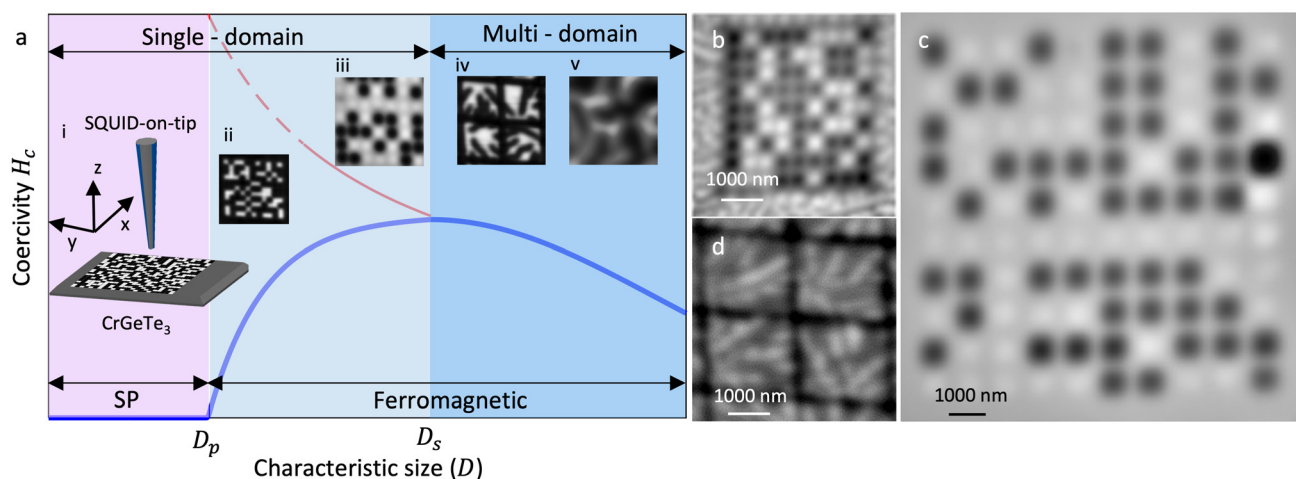 a
Single - domain
Multi - domain
i
SQUID-on-tip
z
x
y
CrGeTe₃
ii
iii
iv
v
SP
Ferromagnetic
Coercivity H_c
D_p
D_s
Characteristic size (D)
b
1000 nm
d
1000 nm
c
1000 nm